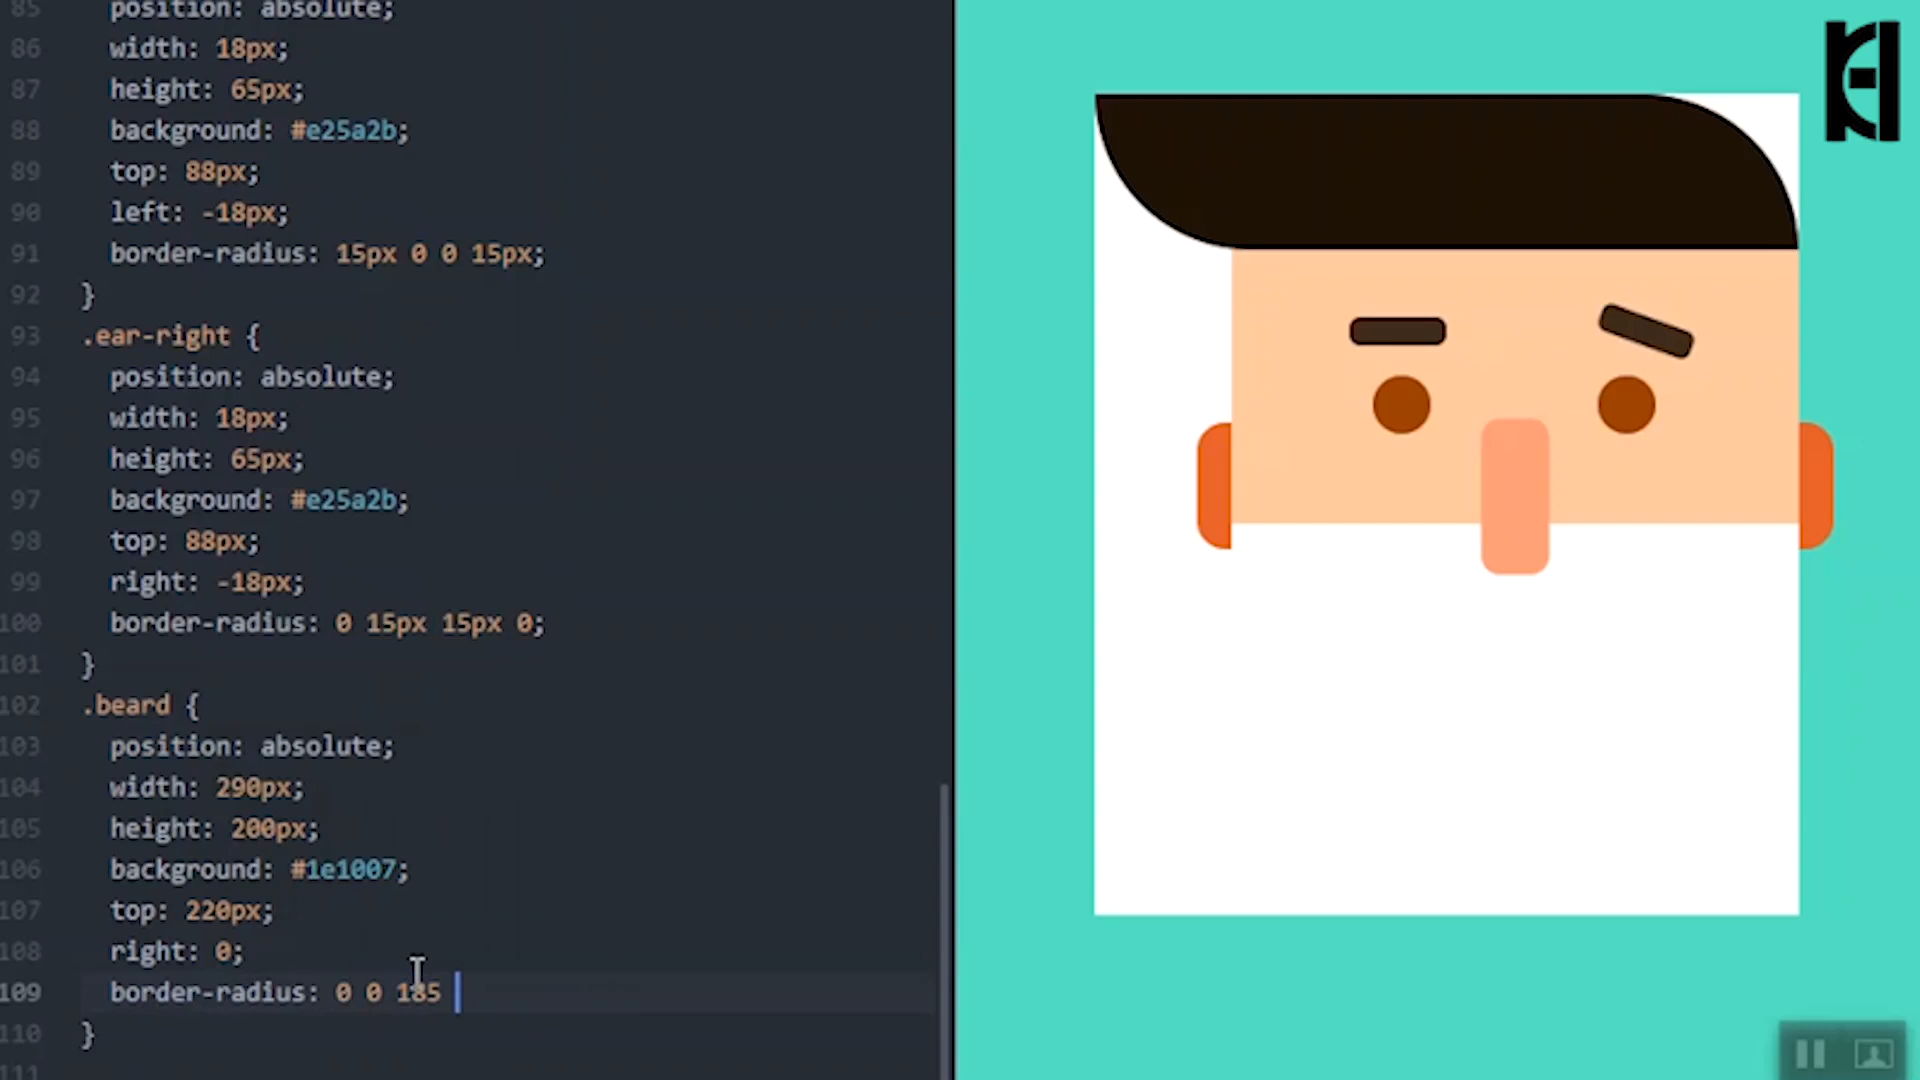 85 position: absolute;
86 width: 18px;
87 height: 65px;
88 background: #e25a2b;
89 top: 88px;
90 left: -18px;
91 border-radius: 15px 0 0 15px;
92 }
93 .ear-right {
94 position: absolute;
95 width: 18px;
96 height: 65px;
97 background: #e25a2b;
98 top: 88px;
99 right: -18px;
100 border-radius: 0 15px 15px 0;
101 }
102 .beard {
103 position: absolute;
104 width: 290px;
105 height: 200px;
106 background: #1e1007;
107 top: 220px;
108 right: 0;
109 border-radius: 0 0 185
110 }
111